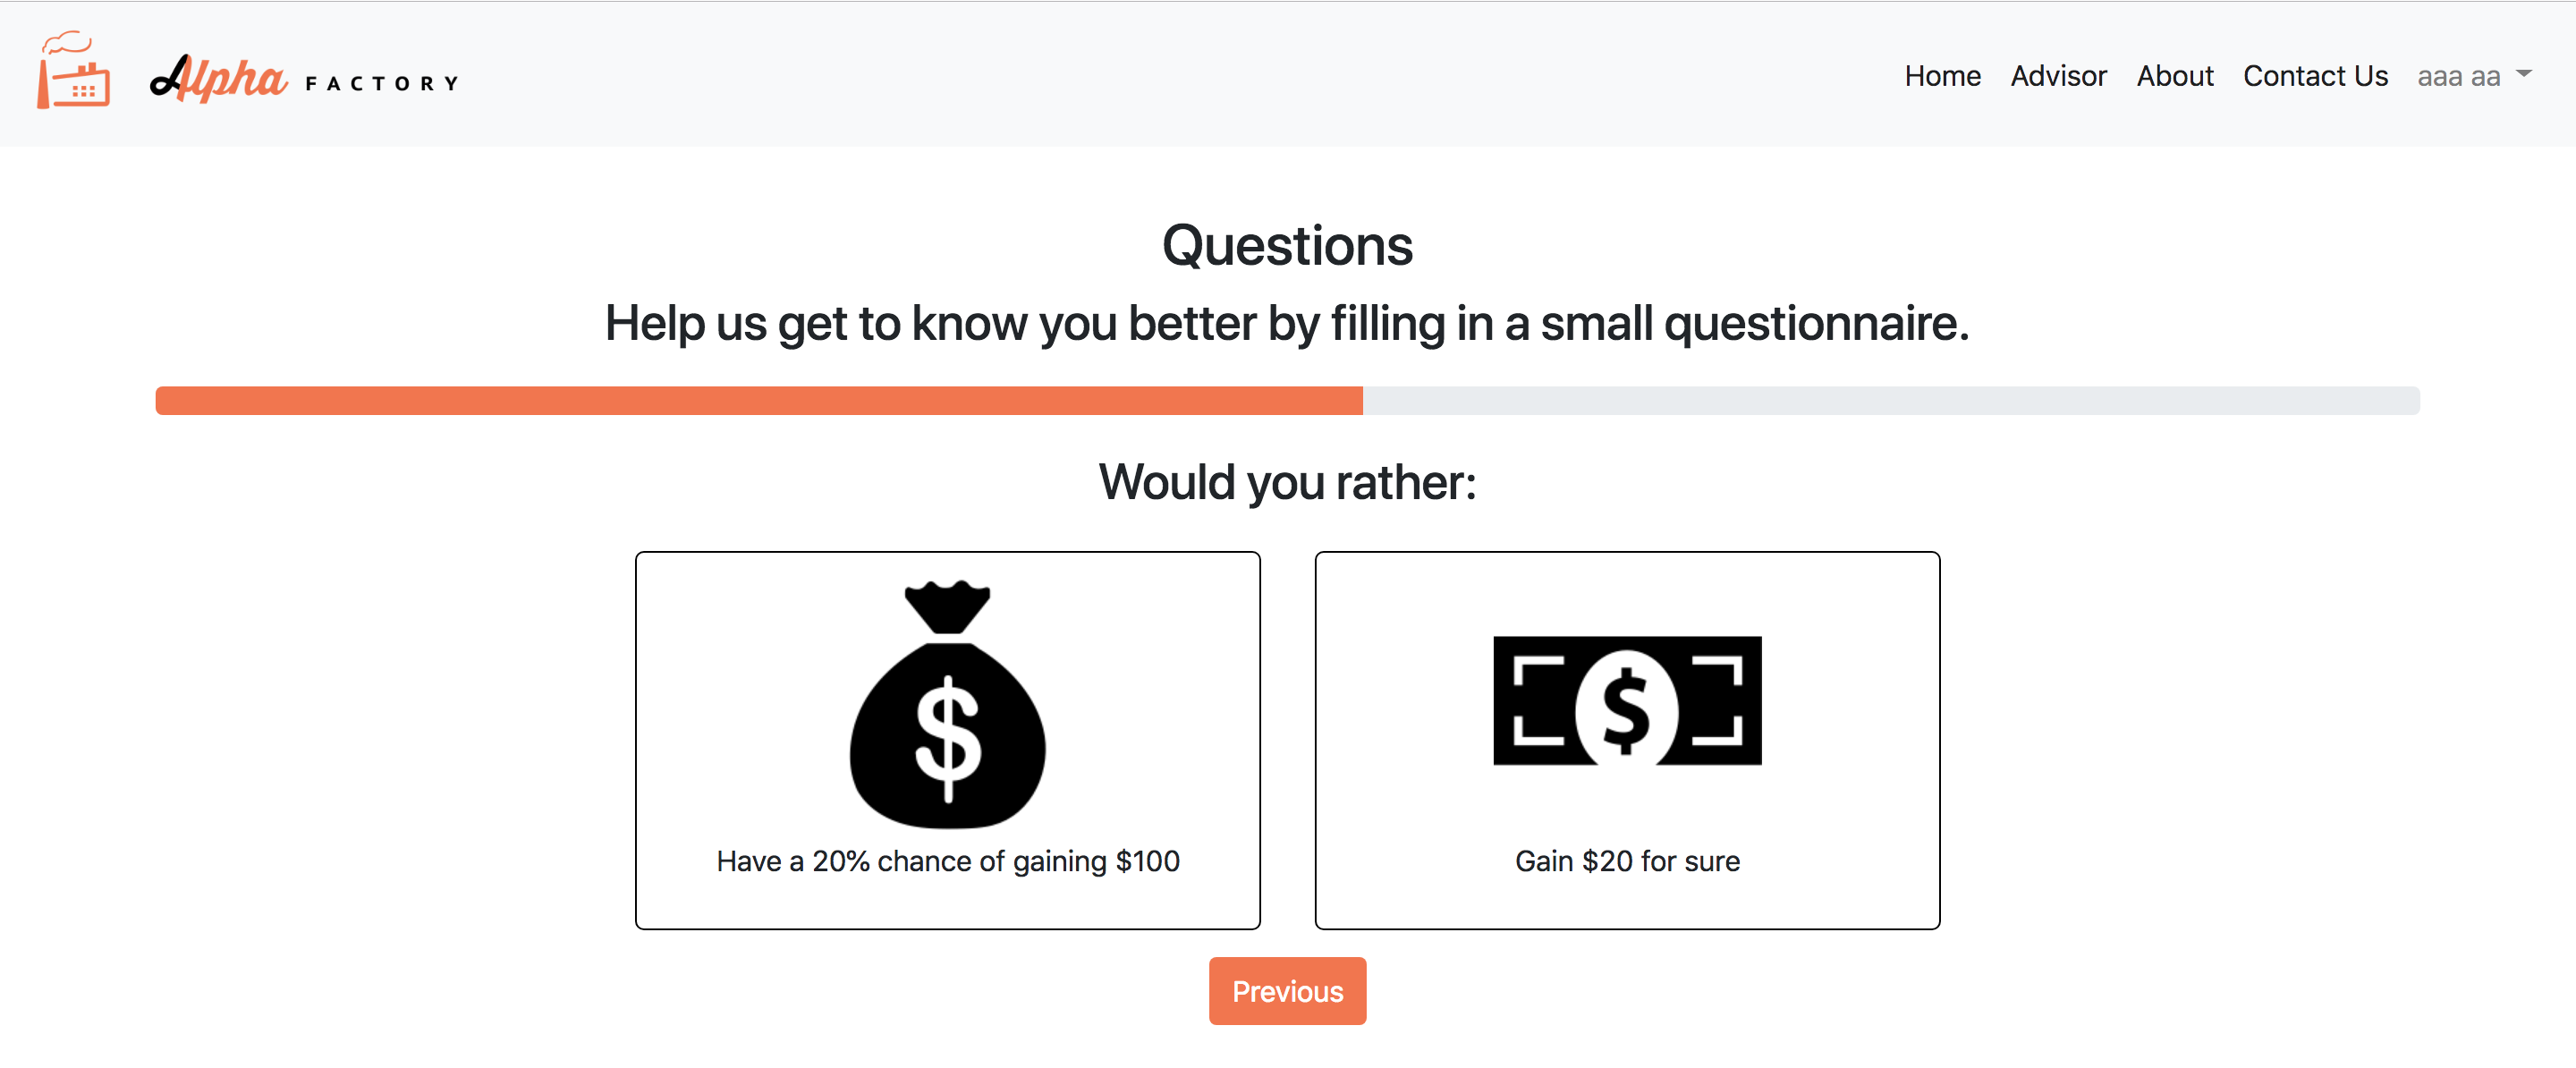 Alpha FACTORY
Home Advisor About Contact Us aaa aa
Questions
Help us get to know you better by filling in a small questionnaire.
Would you rather:
$
$
Have a 20% chance of gaining $100
Gain $20 for sure
Previous